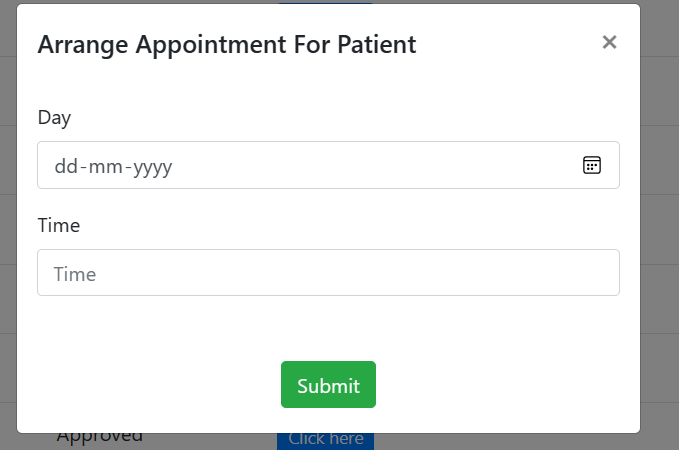 Arrange Appointment For Patient ×
Day
dd-mm-yyyy
Time
Time
Submit
Approved Click here